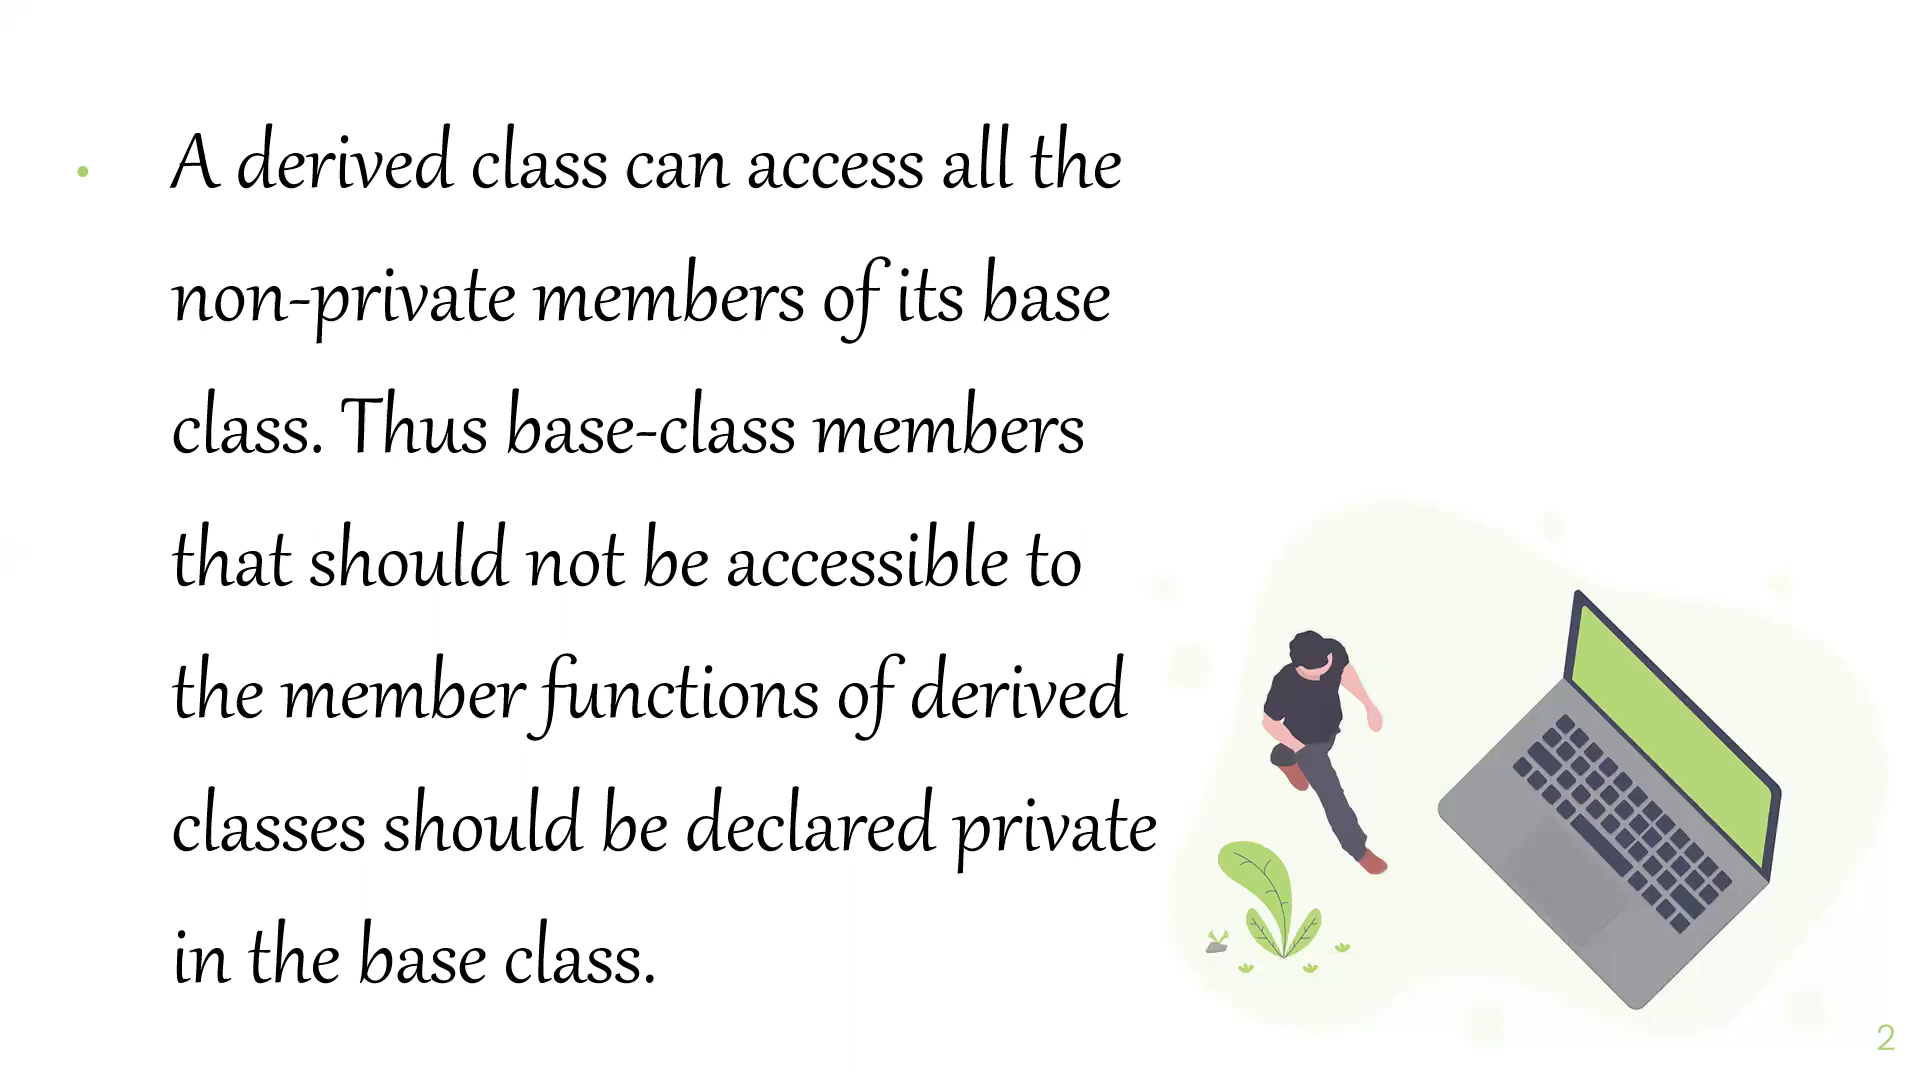 • A derived class can access all the
non-private members of its base
class. Thus base-class members
that should not be accessible to
the member functions of derived
classes should be declared private
in the base class.
2